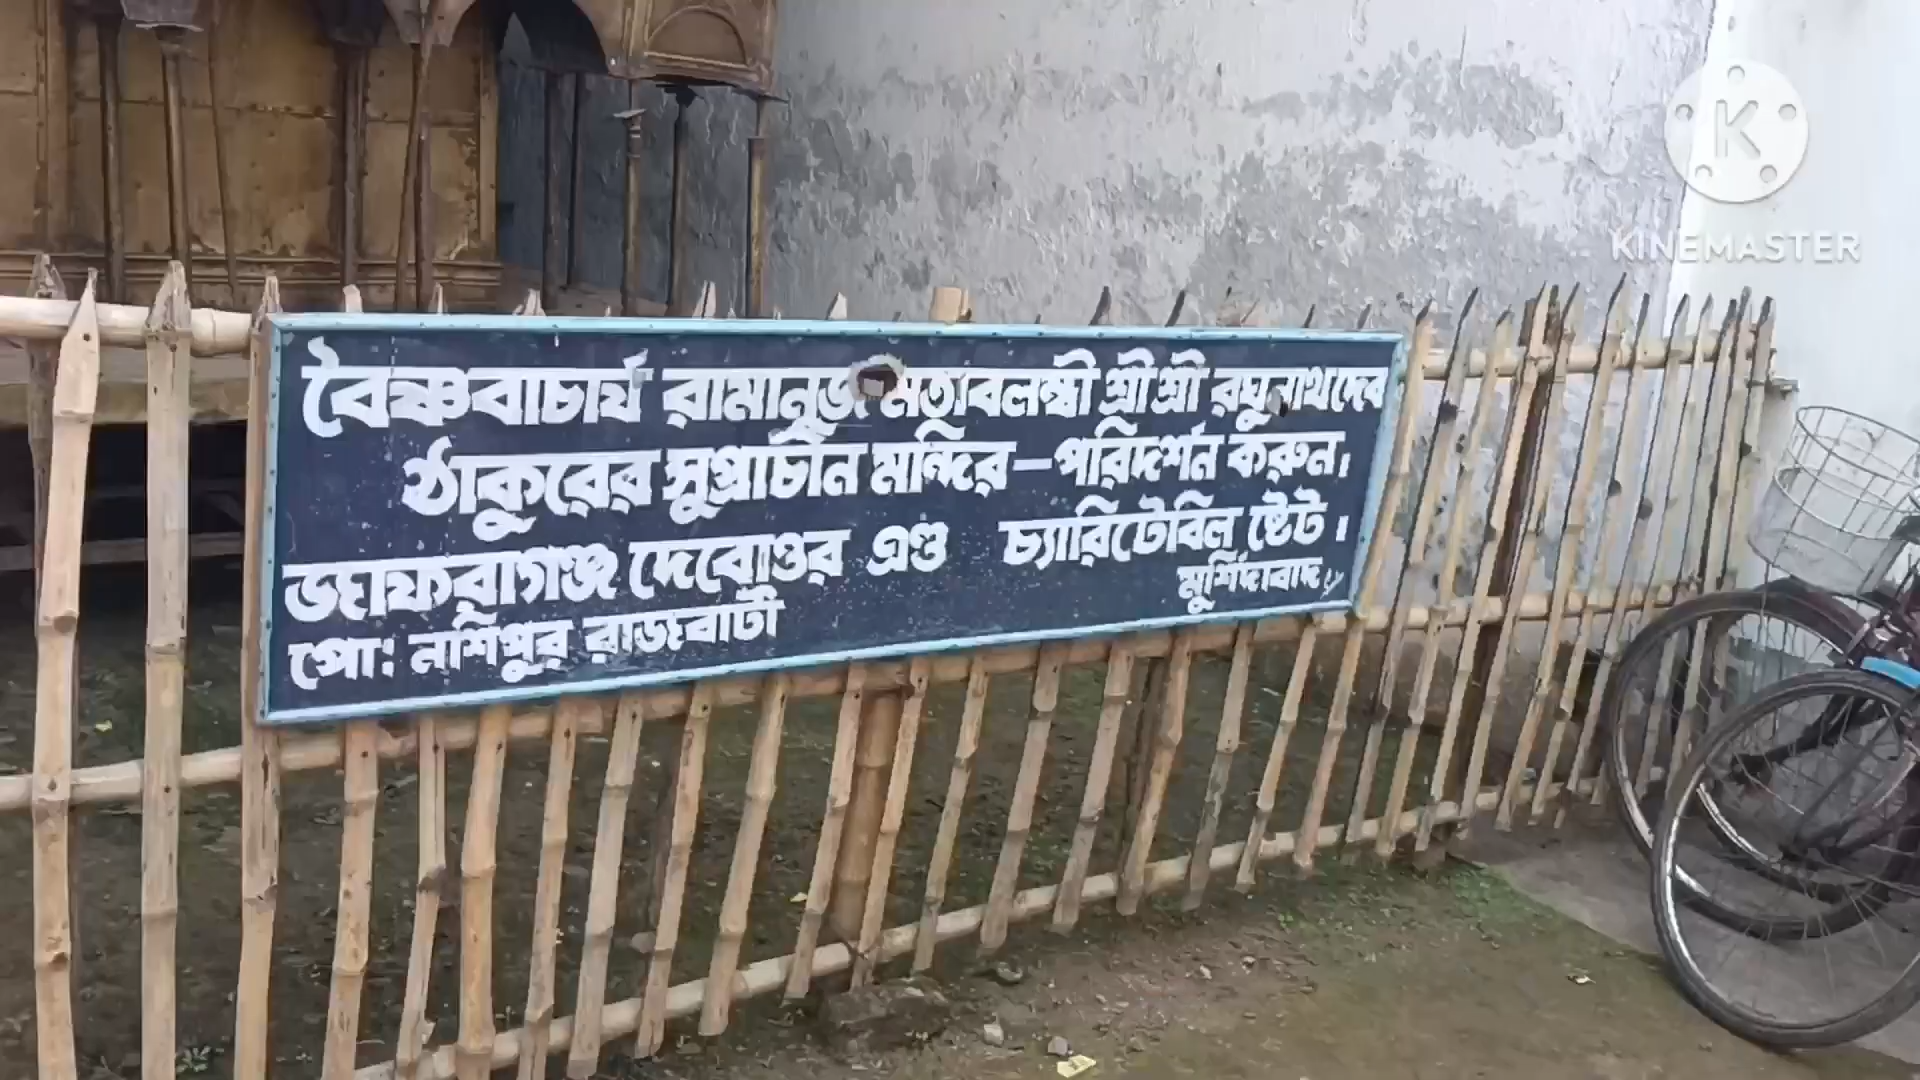 বৈষ্ণবাচার্য রামানুজ মতাবলম্বী শ্রীশ্রী রঘুনাথদেব
ঠাকুরের সুপ্রাচীন মন্দির—পরিদর্শন করুন।
জাফরাগঞ্জ দেবোত্তর এণ্ড চ্যারিটেবিল ষ্টেট।
পো: নশিপুর রাজবাটী
মুর্শিদাবাদ
K
KINEMASTER